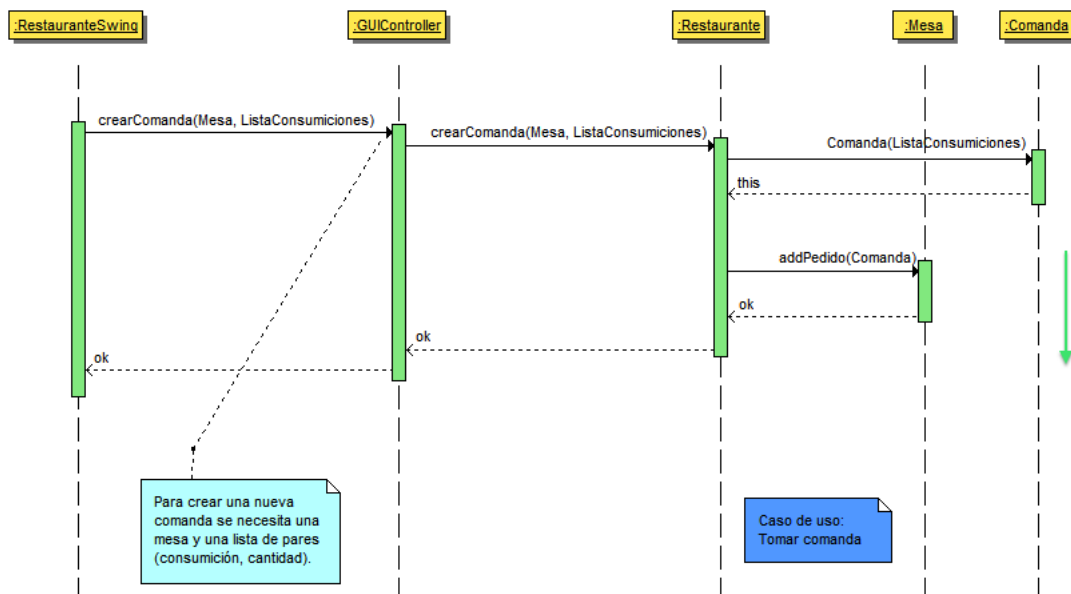 :RestauranteSwing
:GUIController
:Restaurante
:Mesa
:Comanda
crearComanda(Mesa, ListaConsumiciones)
crearComanda(Mesa, ListaConsumiciones)
Comanda(ListaConsumiciones)
this
addPedido(Comanda)
ok
ok
ok
Para crear una nueva
comanda se necesita una
mesa y una lista de pares
(consumición, cantidad).
Caso de uso:
Tomar comanda